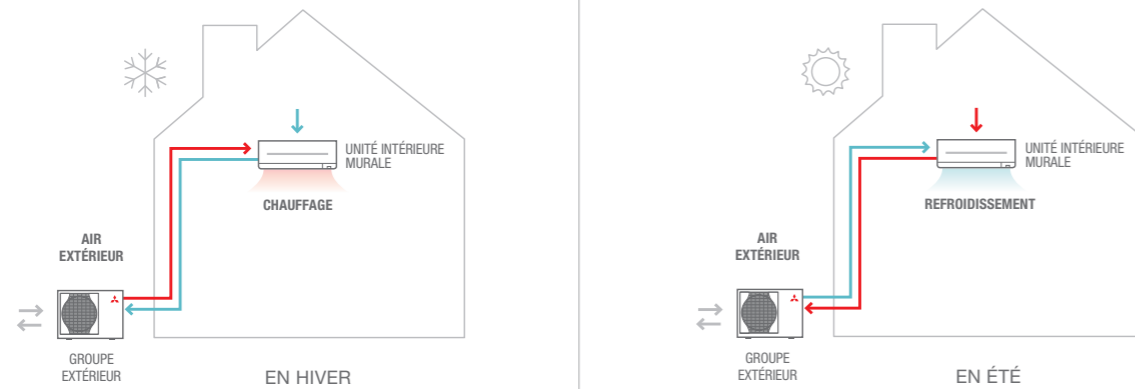 UNITÉ INTÉRIEURE
MURALE
CHAUFFAGE
AIR
EXTÉRIEUR
GROUPE
EXTÉRIEUR
EN HIVER
UNITÉ INTÉRIEURE
MURALE
REFROIDISSEMENT
AIR
EXTÉRIEUR
GROUPE
EXTÉRIEUR
EN ÉTÉ